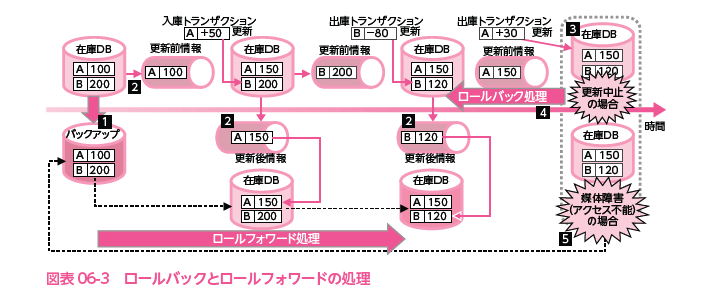 入庫トランザクション
A +50 更新
出庫トランザクション
B −80 更新
出庫トランザクション
A +30 更新
3
在庫DB
A 100
B 200
2
更新前情報
A 100
在庫DB
A 150
B 200
更新前情報
B 200
在庫DB
A 150
B 120
更新前情報
A 150
在庫DB
A 150
B 120
更新中止
の場合
ロールバック処理
4
時間
1
バックアップ
A 100
B 200
2
A 150
更新後情報
2
B 120
更新後情報
在庫DB
A 150
B 120
在庫DB
A 150
B 200
在庫DB
A 150
B 120
媒体障害
(アクセス不能)
の場合
5
ロールフォワード処理
図表 06-3 ロールバックとロールフォワードの処理